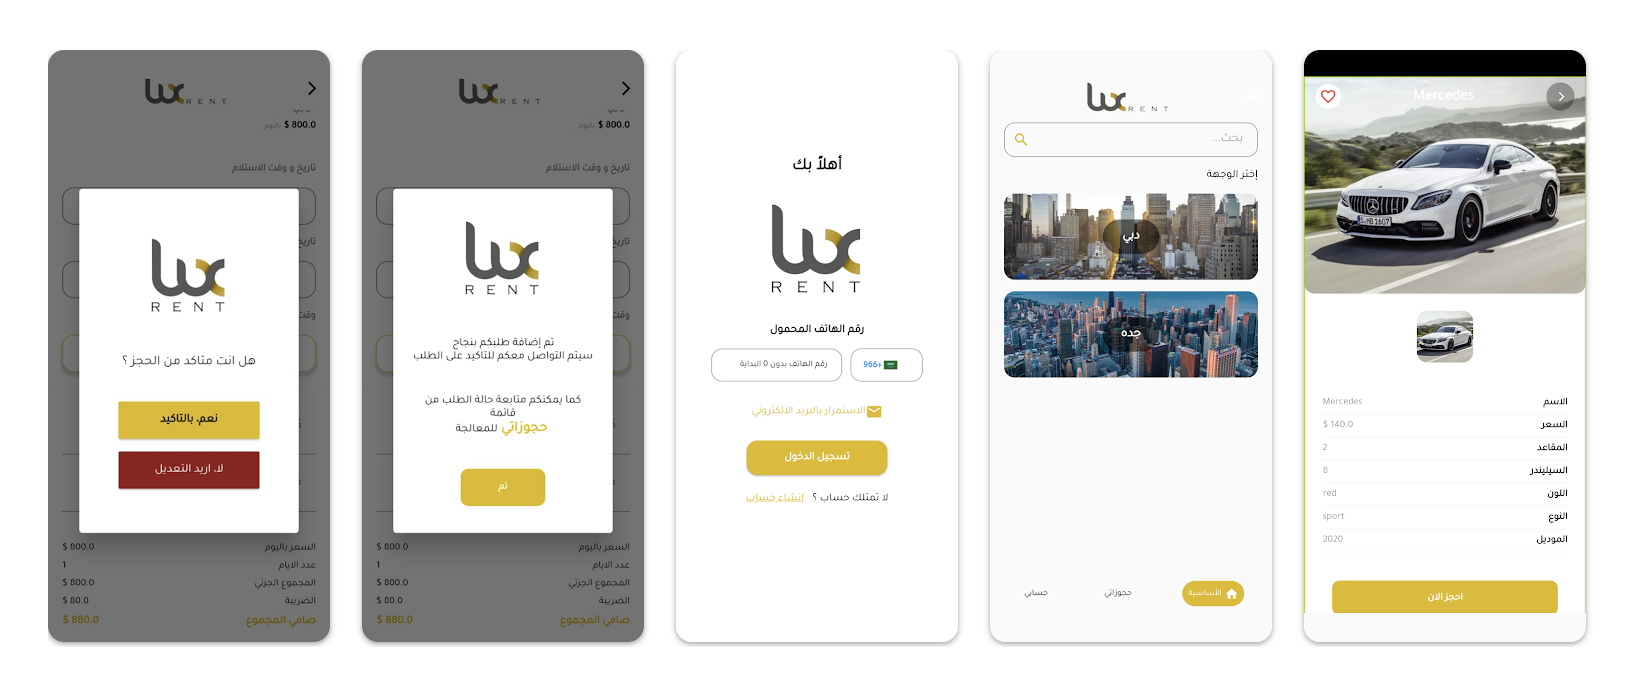 LUX RENT
$ 800.0 باليوم
تاريخ و وقت الاستلام
LUX
RENT
هل انت متاكد من الحجز ؟
نعم، بالتاكيد
لا، اريد التعديل
السعر باليوم $ 800.0
عدد الايام 1
المجموع الجزئي $ 800.0
الضريبة $ 80.0
صافي المجموع $ 880.0
LUX RENT
$ 800.0 باليوم
تاريخ و وقت الاستلام
LUX
RENT
تم إضافة طلبكم بنجاح
سيتم التواصل معكم للتاكيد على الطلب
كما يمكنكم متابعة حالة الطلب من
قائمة
حجوزاتي للمعالجة
تم
السعر باليوم $ 800.0
عدد الايام 1
المجموع الجزئي $ 800.0
الضريبة $ 80.0
صافي المجموع $ 880.0
أهلاً بك
LUX
RENT
رقم الهاتف المحمول
+966
رقم الهاتف بدون 0 البداية
الاستمرار بالبريد الالكتروني
تسجيل الدخول
لا تمتلك حساب ؟ انشاء حساب
LUX RENT
بحث...
إختر الوجهة
دبي
جده
الأساسية
حجوزاتي
حسابي
Mercedes
S·MB 1607
الاسم Mercedes
السعر $ 140.0
المقاعد 2
السيليندر 8
اللون red
النوع sport
الموديل 2020
احجز الان